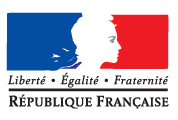 Liberté • Égalité • Fraternité
RÉPUBLIQUE FRANÇAISE